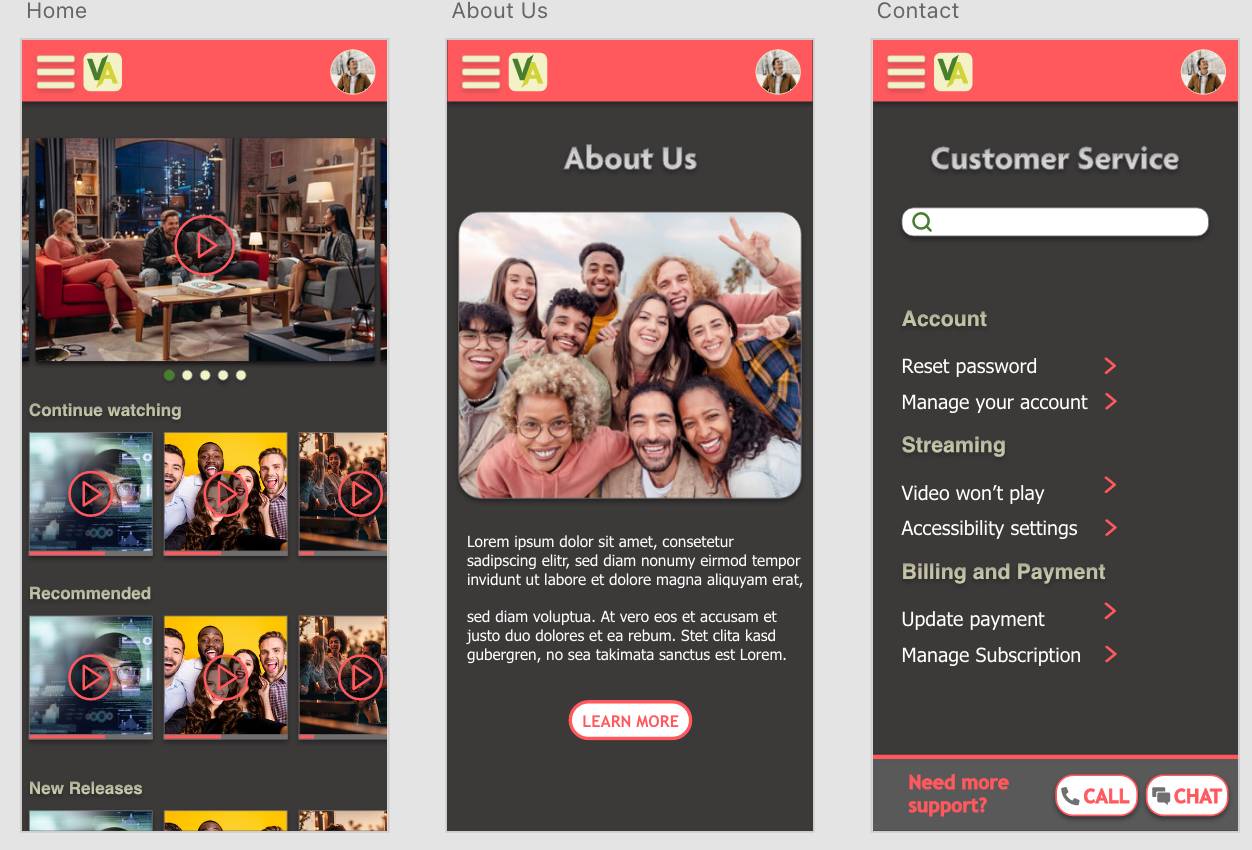 Home
VA
Continue watching
Recommended
New Releases
About Us
VA
About Us
Lorem ipsum dolor sit amet, consetetur
sadipscing elitr, sed diam nonumy eirmod tempor
invidunt ut labore et dolore magna aliquyam erat,
sed diam voluptua. At vero eos et accusam et
justo duo dolores et ea rebum. Stet clita kasd
gubergren, no sea takimata sanctus est Lorem.
LEARN MORE
Contact
VA
Customer Service
Account
Reset password
Manage your account
Streaming
Video won’t play
Accessibility settings
Billing and Payment
Update payment
Manage Subscription
Need more
support?
CALL
CHAT